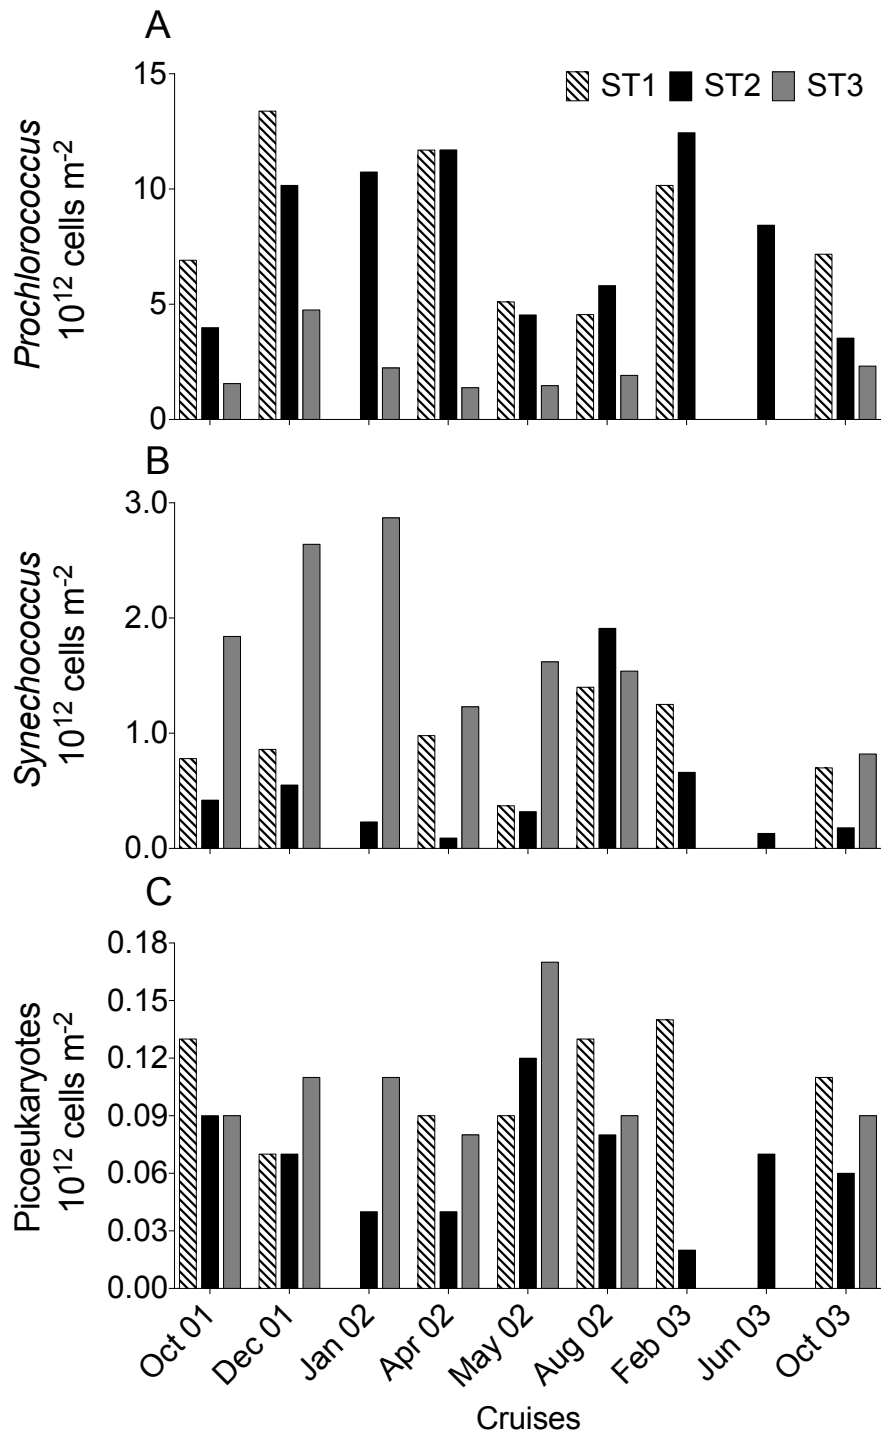 A
15
10
5
0
Prochlorococcus
10¹² cells m⁻²
ST1 ST2 ST3
B
3.0
2.0
1.0
0.0
Synechococcus
10¹² cells m⁻²
C
0.18
0.15
0.12
0.09
0.06
0.03
0.00
Picoeukaryotes
10¹² cells m⁻²
Oct 01
Dec 01
Jan 02
Apr 02
May 02
Aug 02
Feb 03
Jun 03
Oct 03
Cruises